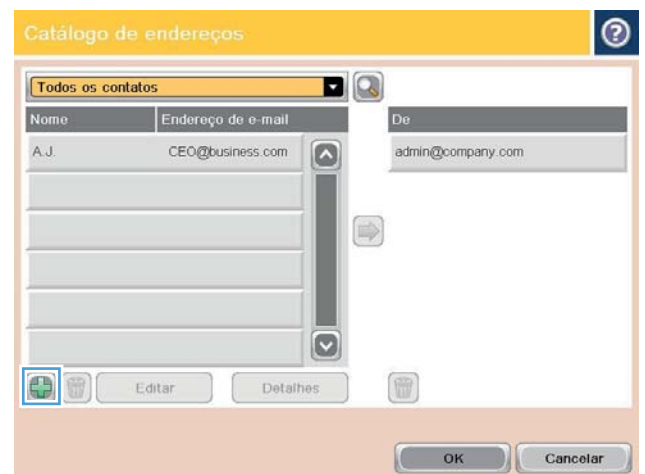 Catálogo de endereços
Todos os contatos
Nome Endereço de e-mail De
A.J. CEO@business.com admin@company.com
Editar Detalhes
OK Cancelar